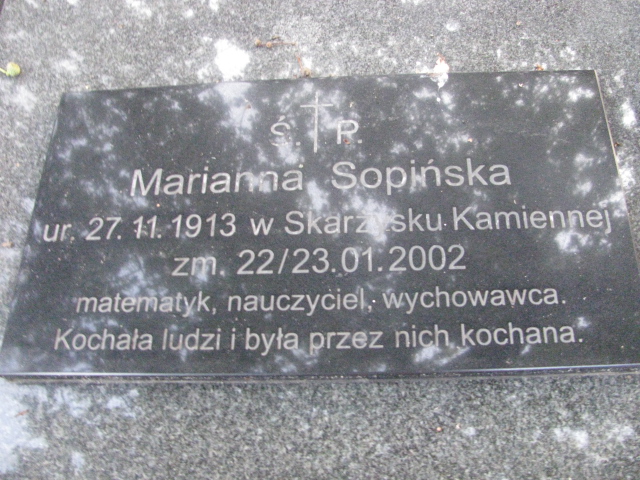 Ś. P.
Marianna Sopińska
ur. 27.11.1913 w Skarżysku Kamiennej
zm. 22/23.01.2002
matematyk, nauczyciel, wychowawca.
Kochała ludzi i była przez nich kochana.